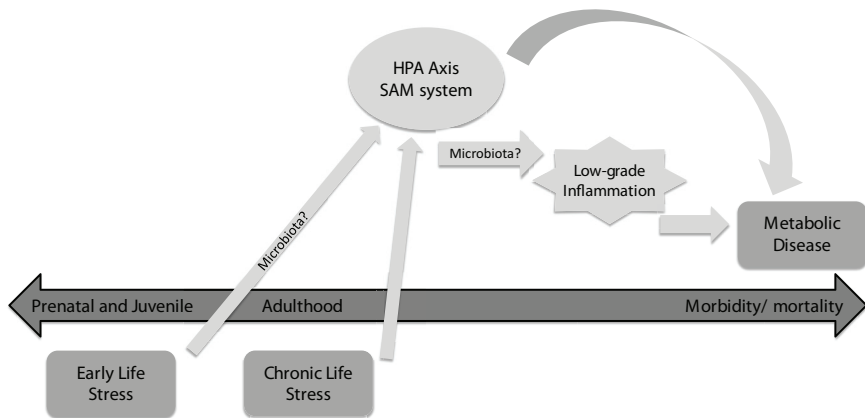 HPA Axis
SAM system
Microbiota?
Low-grade
Inflammation
Metabolic
Disease
Microbiota?
Prenatal and Juvenile
Adulthood
Morbidity/ mortality
Early Life
Stress
Chronic Life
Stress